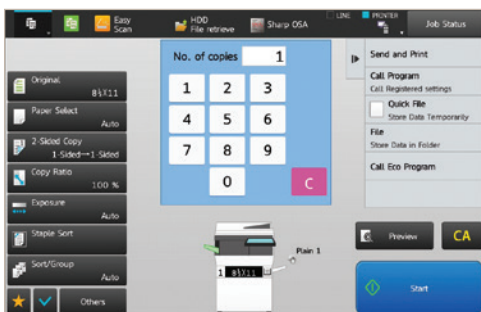 Easy
Scan
HDD
File retrieve
Sharp OSA
LINE
PRINTER
Job Status
Original
8½X11
Paper Select
Auto
2-Sided Copy
1-Sided→1-Sided
Copy Ratio
100 %
Exposure
Auto
Staple Sort
Sort/Group
Auto
Others
No. of copies 1
1 2 3
4 5 6
7 8 9
0 C
Plain 1
1 8½X11
Send and Print
Call Program
Call Registered settings
Quick File
Store Data Temporarily
File
Store Data in Folder
Call Eco Program
Preview
CA
Start